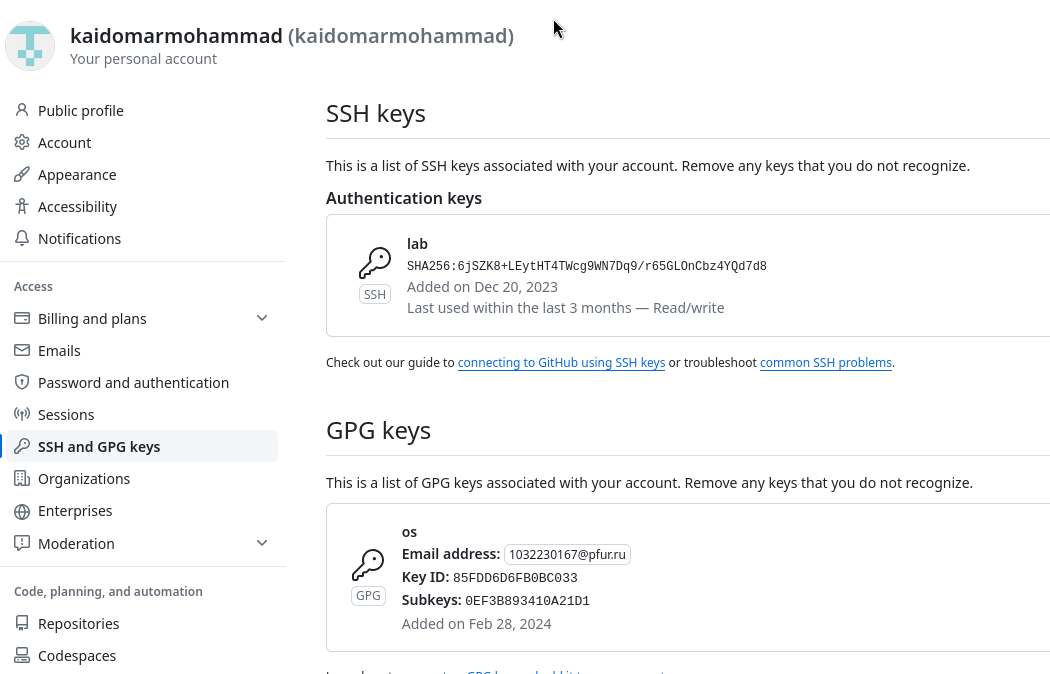 kaidomarmohammad (kaidomarmohammad)
Your personal account
Public profile
Account
Appearance
Accessibility
Notifications
Access
Billing and plans
Emails
Password and authentication
Sessions
SSH and GPG keys
Organizations
Enterprises
Moderation
Code, planning, and automation
Repositories
Codespaces
SSH keys
This is a list of SSH keys associated with your account. Remove any keys that you do not recognize.
Authentication keys
lab
SHA256:6jSZK8+LEytHT4TWcg9WN7Dq9/r65GLOnCbz4YQd7d8
SSH
Added on Dec 20, 2023
Last used within the last 3 months — Read/write
Check out our guide to connecting to GitHub using SSH keys or troubleshoot common SSH problems.
GPG keys
This is a list of GPG keys associated with your account. Remove any keys that you do not recognize.
os
Email address: 1032230167@pfur.ru
Key ID: 85FDD6D6FB0BC033
GPG
Subkeys: 0EF3B893410A21D1
Added on Feb 28, 2024